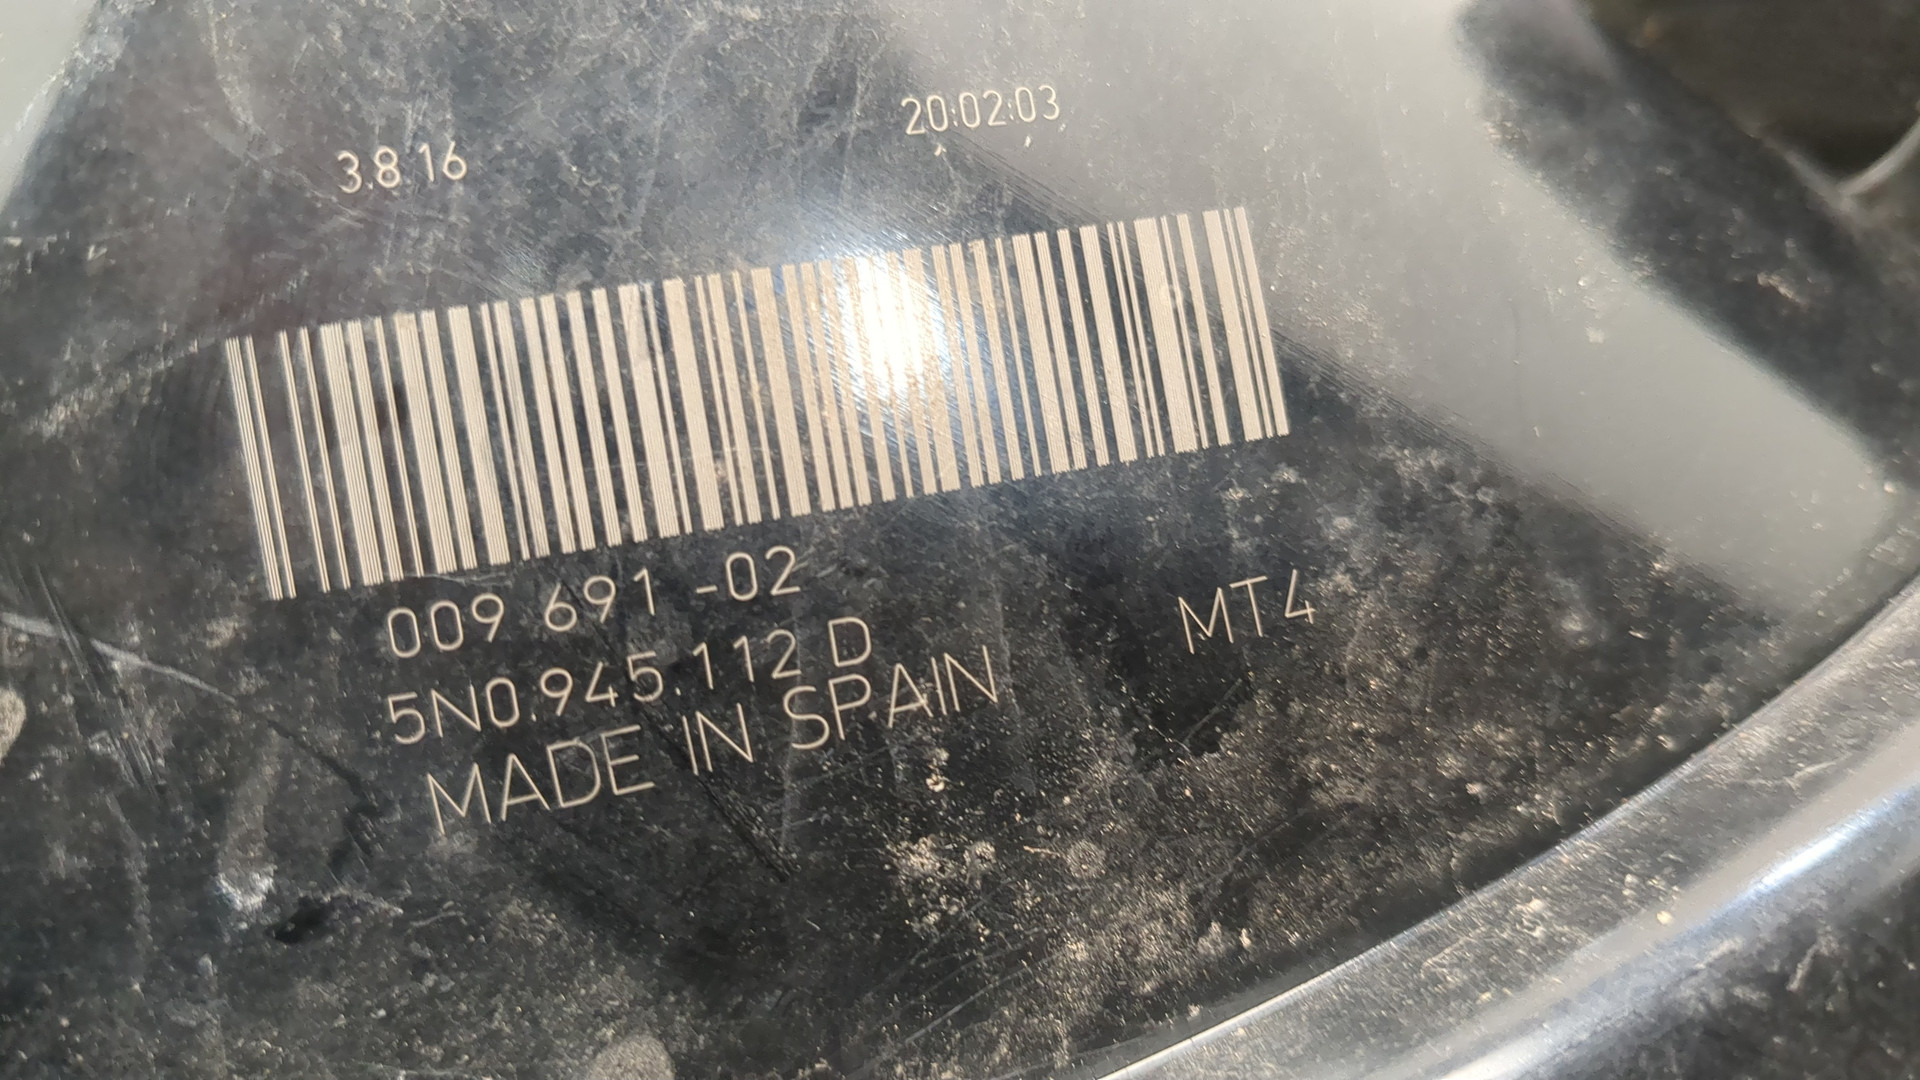 3.8.16
20:02:03
009 691 -02
5N0.945.112 D
MADE IN SPAIN
MT4